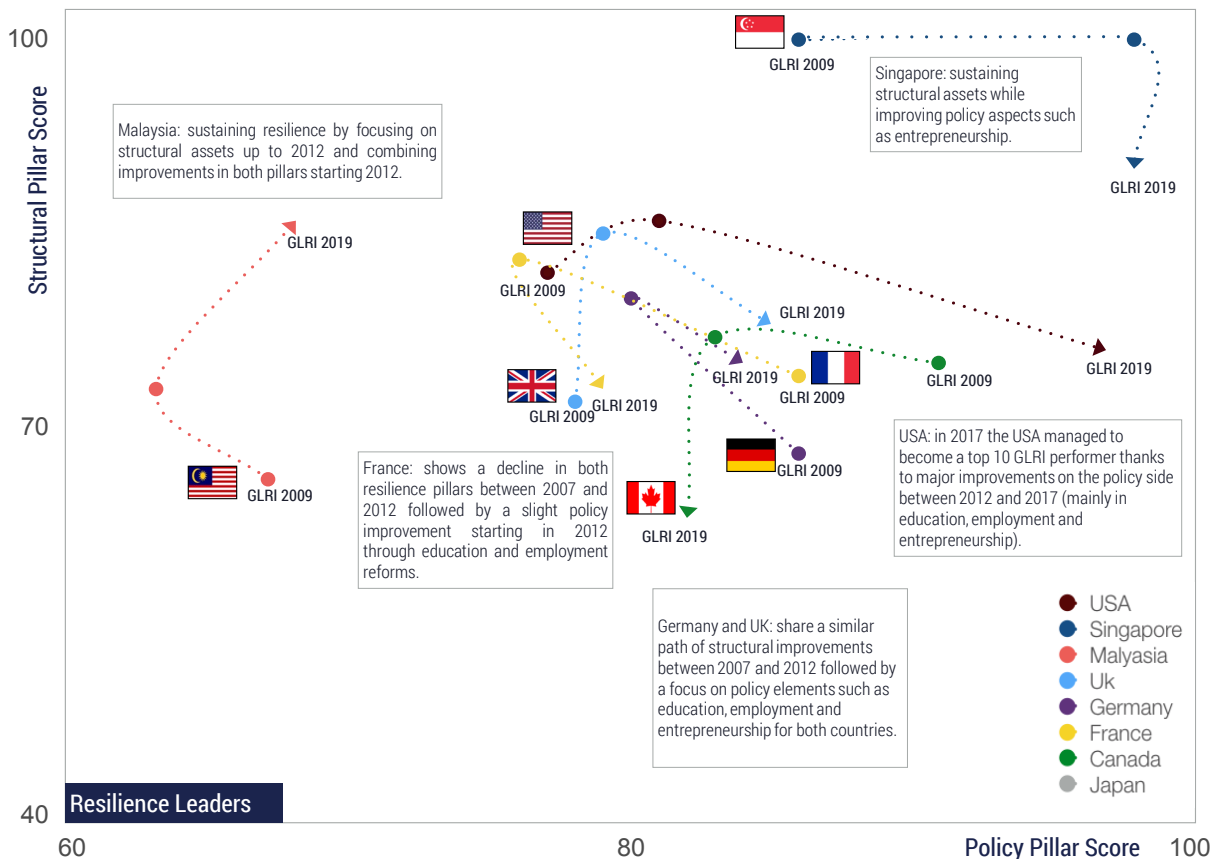 100
Structural Pillar Score
GLRI 2009
Singapore: sustaining
structural assets while
improving policy aspects such
as entrepreneurship.
Malaysia: sustaining resilience by focusing on
structural assets up to 2012 and combining
improvements in both pillars starting 2012.
GLRI 2019
GLRI 2019
GLRI 2009
GLRI 2019
GLRI 2019
GLRI 2019
GLRI 2009
GLRI 2009
GLRI 2019
GLRI 2009
70
GLRI 2009
GLRI 2009
France: shows a decline in both
resilience pillars between 2007 and
2012 followed by a slight policy
improvement starting in 2012
through education and employment
reforms.
GLRI 2019
USA: in 2017 the USA managed to
become a top 10 GLRI performer thanks
to major improvements on the policy side
between 2012 and 2017 (mainly in
education, employment and
entrepreneurship).
Germany and UK: share a similar
path of structural improvements
between 2007 and 2012 followed by
a focus on policy elements such as
education, employment and
entrepreneurship for both countries.
USA
Singapore
Malyasia
Uk
Germany
France
Canada
Japan
Resilience Leaders
40
60
80
Policy Pillar Score
100